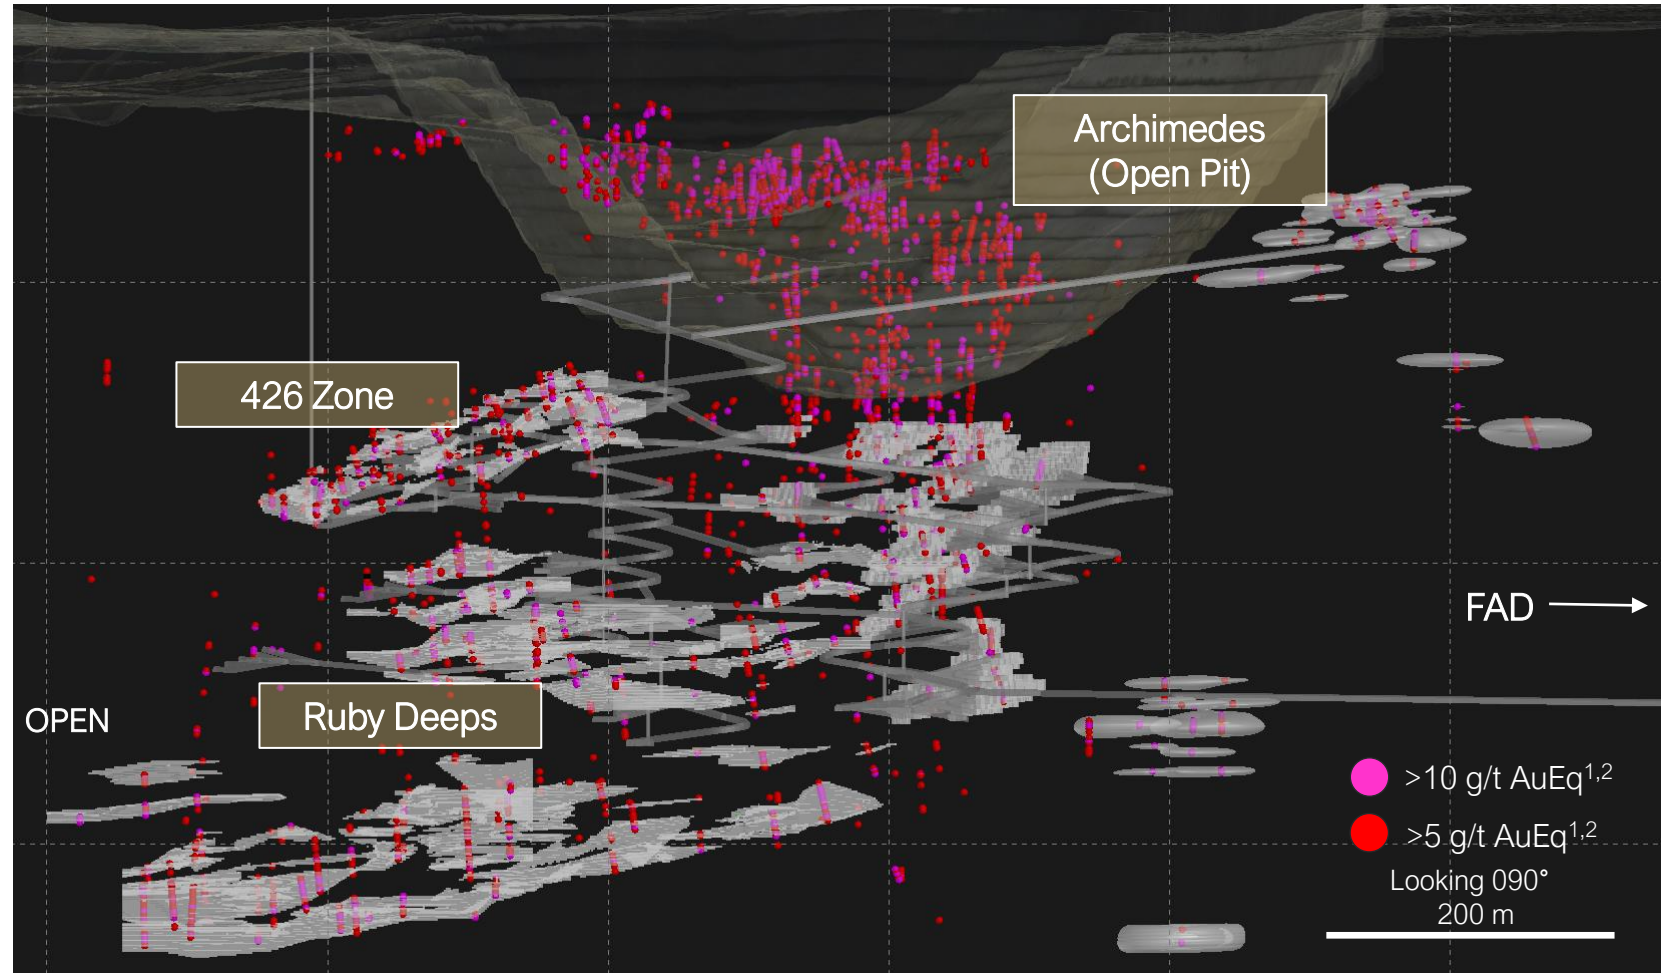 Archimedes
(Open Pit)
426 Zone
FAD
Ruby Deeps
OPEN
>10 g/t AuEq1,2
>5 g/t AuEq1,2
Looking 090°
200 m